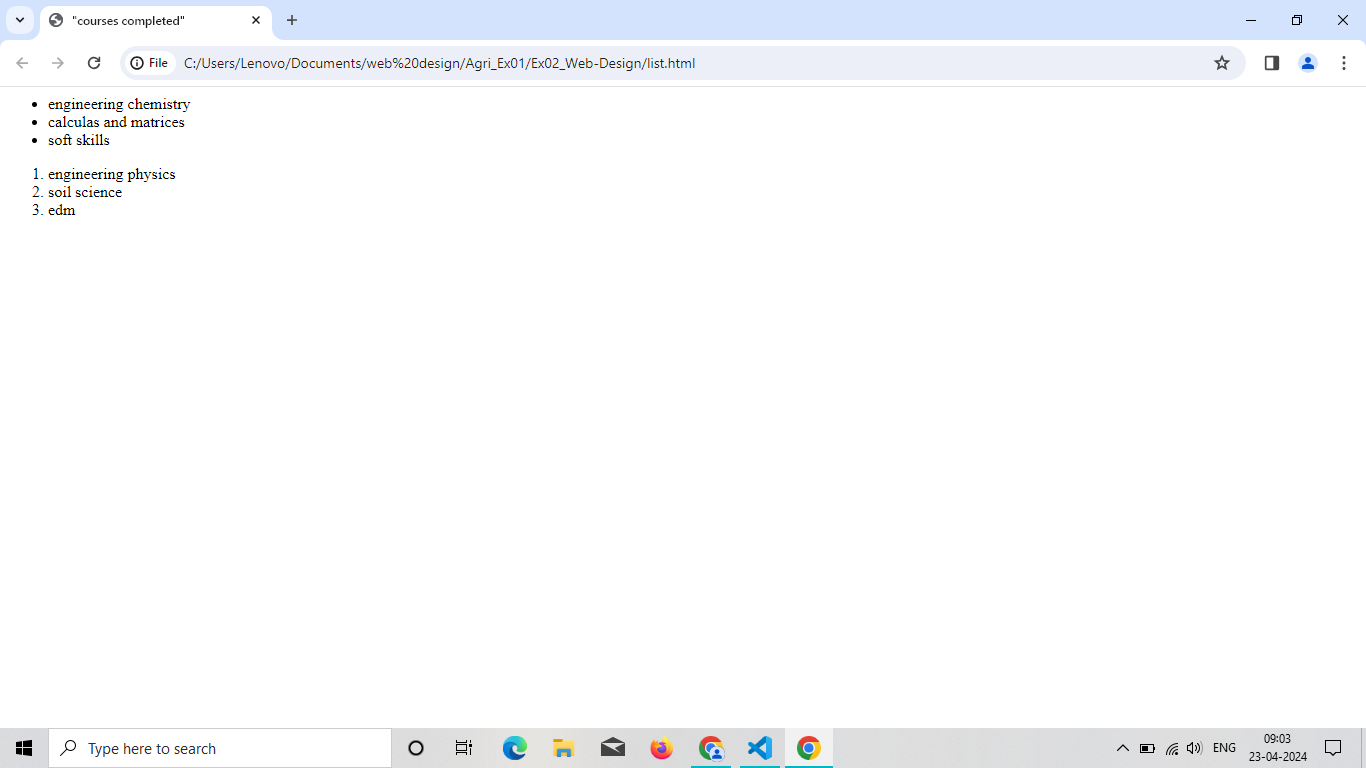 "courses completed"
File C:/Users/Lenovo/Documents/web%20design/Agri_Ex01/Ex02_Web-Design/list.html
• engineering chemistry
• calculas and matrices
• soft skills
1. engineering physics
2. soil science
3. edm
Type here to search
ENG
09:03
23-04-2024